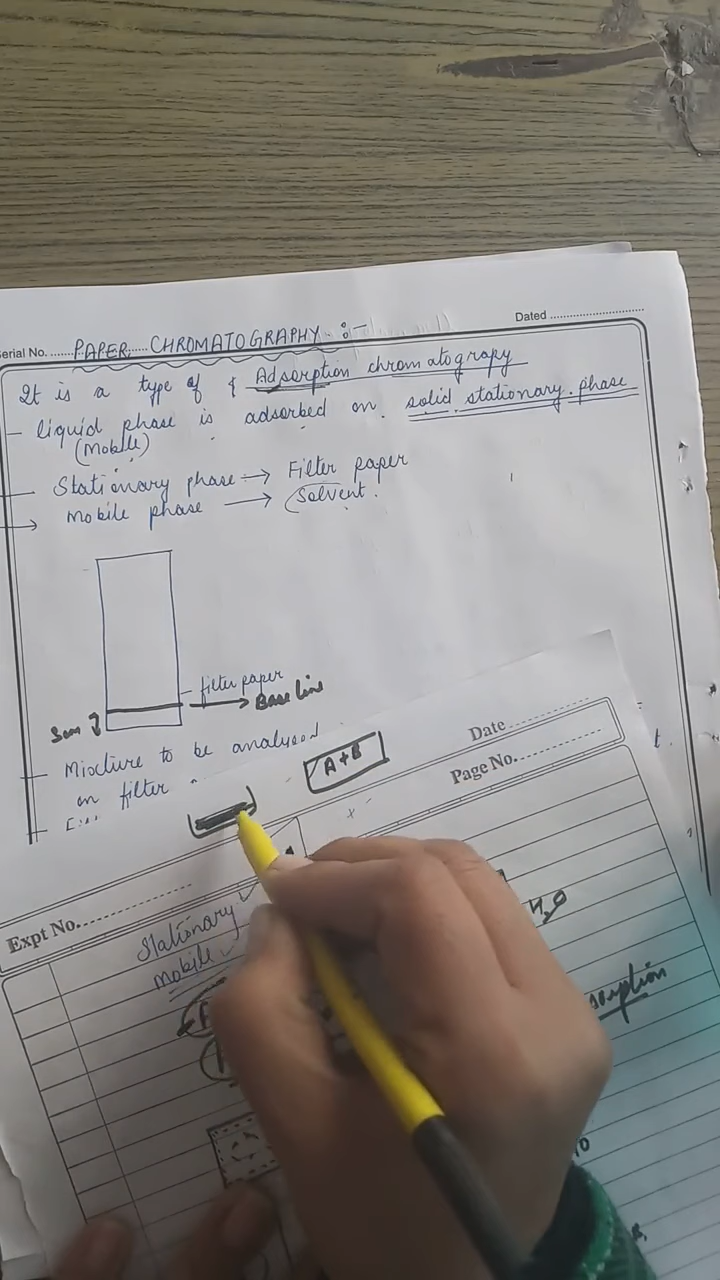 Serial No. ....... PAPER CHROMATOGRAPHY :-
Dated ........................
It is a type of { Adsorption chromatograpy
- liquid phase is adsorbed on solid stationary phase
(Mobile)
Stationary phase → Filter paper
→ Mobile phase → Solvent.
filter paper
Base line
Mixture to be analysed
on filter
A+B
Date
Page No.
Expt No.
Stationary
mobile
H₂O